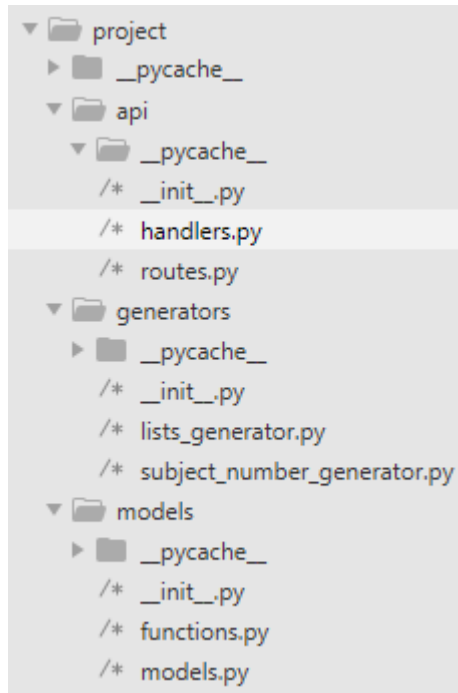 project
__pycache__
api
__pycache__
/* __init__.py
/* handlers.py
/* routes.py
generators
__pycache__
/* __init__.py
/* lists_generator.py
/* subject_number_generator.py
models
__pycache__
/* __init__.py
/* functions.py
/* models.py